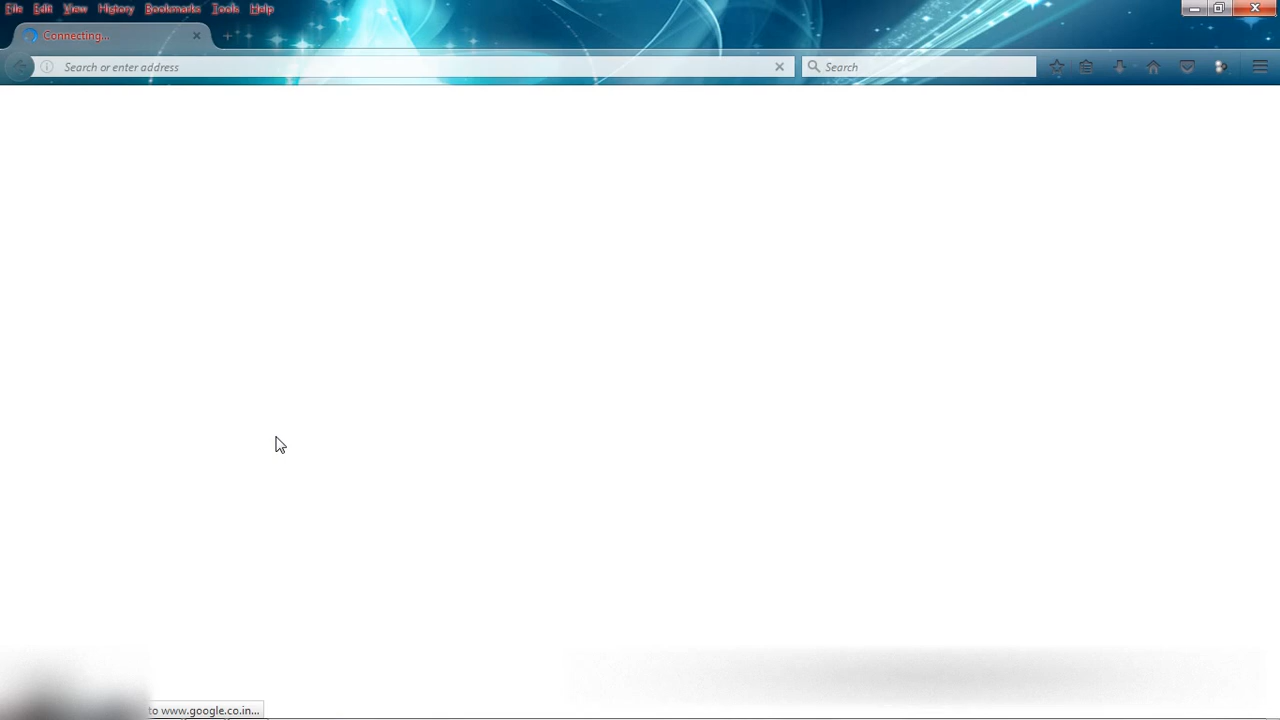 File Edit View History Bookmarks Tools Help
Connecting...
Search or enter address
Search
to www.google.co.in...